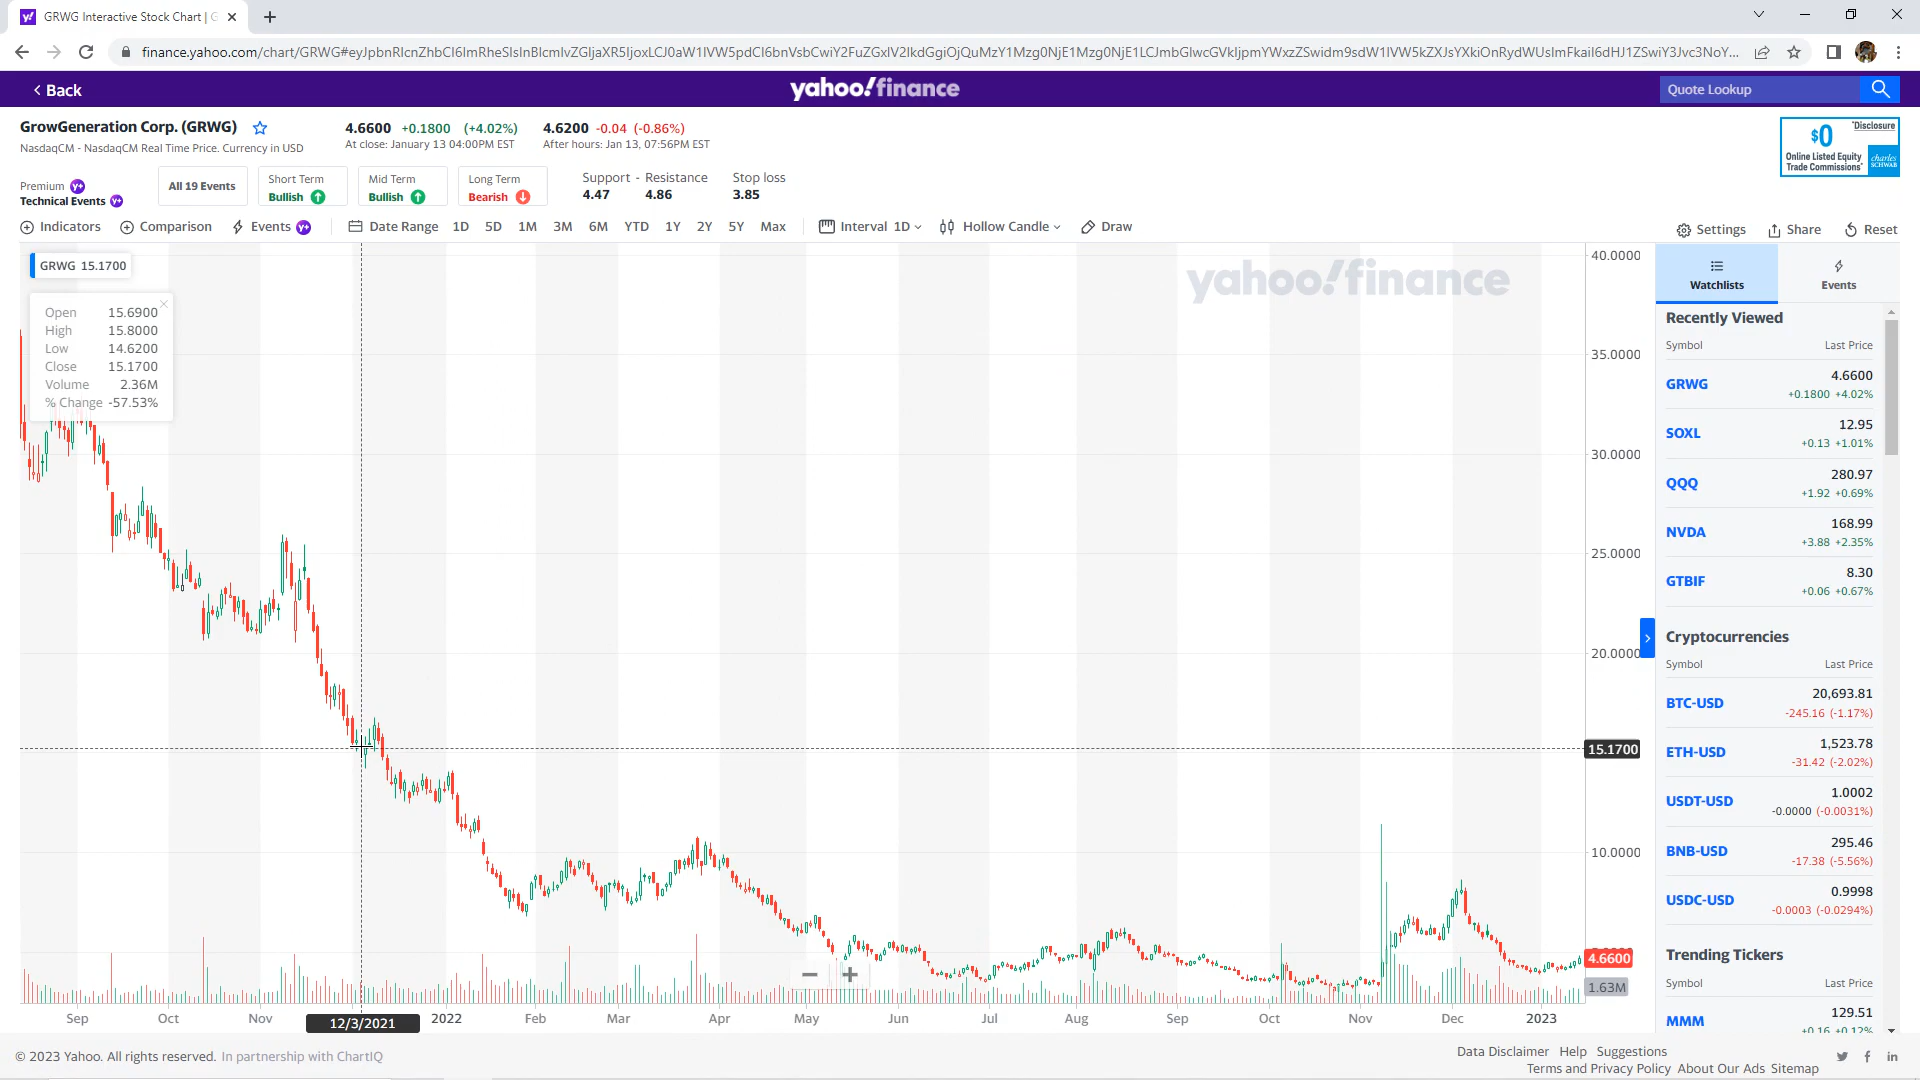 GRWG Interactive Stock Chart | G
finance.yahoo.com/chart/GRWG#
Back
yahoo!finance
Quote Lookup
GrowGeneration Corp. (GRWG)
4.6600 +0.1800 (+4.02%)
4.6200 -0.04 (-0.86%)
NasdaqCM - NasdaqCM Real Time Price. Currency in USD
At close: January 13 04:00PM EST
After hours: Jan 13, 07:56PM EST
*Disclosure
$0
Online Listed Equity
Trade Commissions*
charles
SCHWAB
Premium Y+
Technical Events Y+
All 19 Events
Short Term
Bullish
Mid Term
Bullish
Long Term
Bearish
Support - Resistance
4.47 4.86
Stop loss
3.85
Indicators Comparison Events Y+ Date Range 1D 5D 1M 3M 6M YTD 1Y 2Y 5Y Max Interval 1D Hollow Candle Draw
Settings Share Reset
GRWG 15.1700
Open 15.6900
High 15.8000
Low 14.6200
Close 15.1700
Volume 2.36M
% Change -57.53%
yahoo!finance
40.0000
35.0000
30.0000
25.0000
20.0000
15.1700
10.0000
4.6600
1.63M
Sep Oct Nov 12/3/2021 2022 Feb Mar Apr May Jun Jul Aug Sep Oct Nov Dec 2023
Watchlists
Events
Recently Viewed
Symbol Last Price
GRWG 4.6600
+0.1800 +4.02%
SOXL 12.95
+0.13 +1.01%
QQQ 280.97
+1.92 +0.69%
NVDA 168.99
+3.88 +2.35%
GTBIF 8.30
+0.06 +0.67%
Cryptocurrencies
Symbol Last Price
BTC-USD 20,693.81
-245.16 (-1.17%)
ETH-USD 1,523.78
-31.42 (-2.02%)
USDT-USD 1.0002
-0.0000 (-0.0031%)
BNB-USD 295.46
-17.38 (-5.56%)
USDC-USD 0.9998
-0.0003 (-0.0294%)
Trending Tickers
Symbol Last Price
MMM 129.51
+0.16 +0.12%
© 2023 Yahoo. All rights reserved. In partnership with ChartIQ
Data Disclaimer Help Suggestions
Terms and Privacy Policy About Our Ads Sitemap